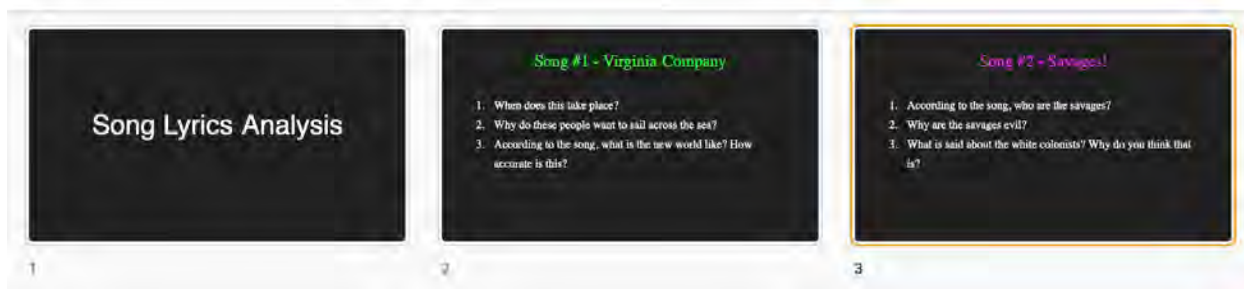 Song Lyrics Analysis
1
Song #1 - Virginia Company
1. When does this take place?
2. Why do these people want to sail across the sea?
3. According to the song, what is the new world like? How
accurate is this?
2
Song #2 - Savages!
1. According to the song, who are the savages?
2. Why are the savages evil?
3. What is said about the white colonists? Why do you think that
is?
3